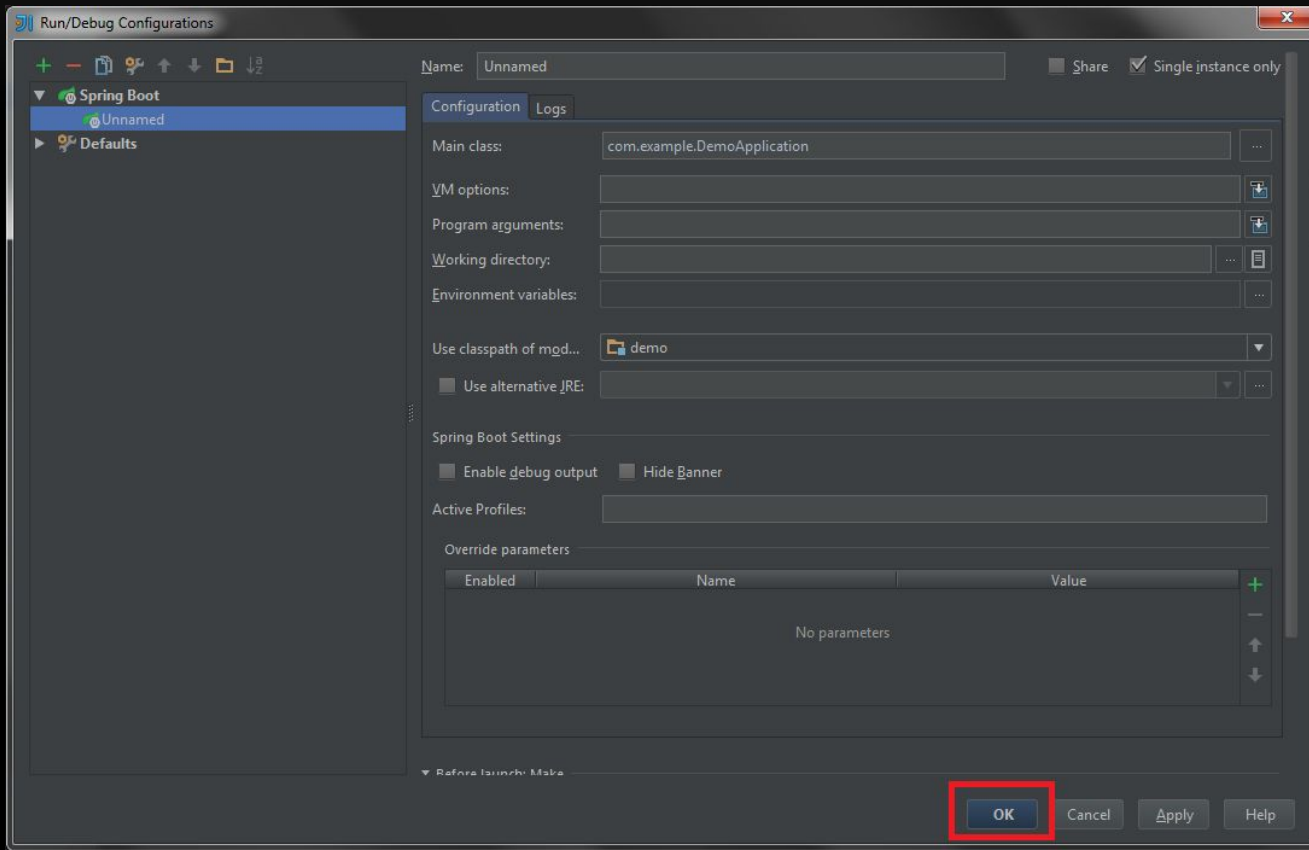 Run/Debug Configurations
Name: Unnamed Share Single instance only
Spring Boot
Unnamed
Defaults
Configuration Logs
Main class: com.example.DemoApplication ...
VM options:
Program arguments:
Working directory: ...
Environment variables: ...
Use classpath of mod... demo
Use alternative JRE: ...
Spring Boot Settings
Enable debug output Hide Banner
Active Profiles:
Override parameters
Enabled Name Value
No parameters
Before launch: Make
OK Cancel Apply Help